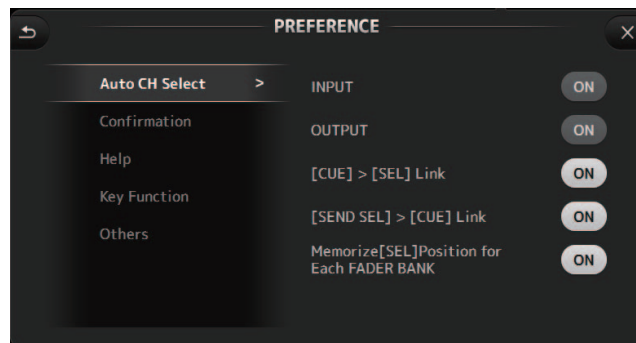 PREFERENCE
Auto CH Select >
Confirmation
Help
Key Function
Others
INPUT ON
OUTPUT ON
[CUE] > [SEL] Link ON
[SEND SEL] > [CUE] Link ON
Memorize[SEL]Position for
Each FADER BANK ON